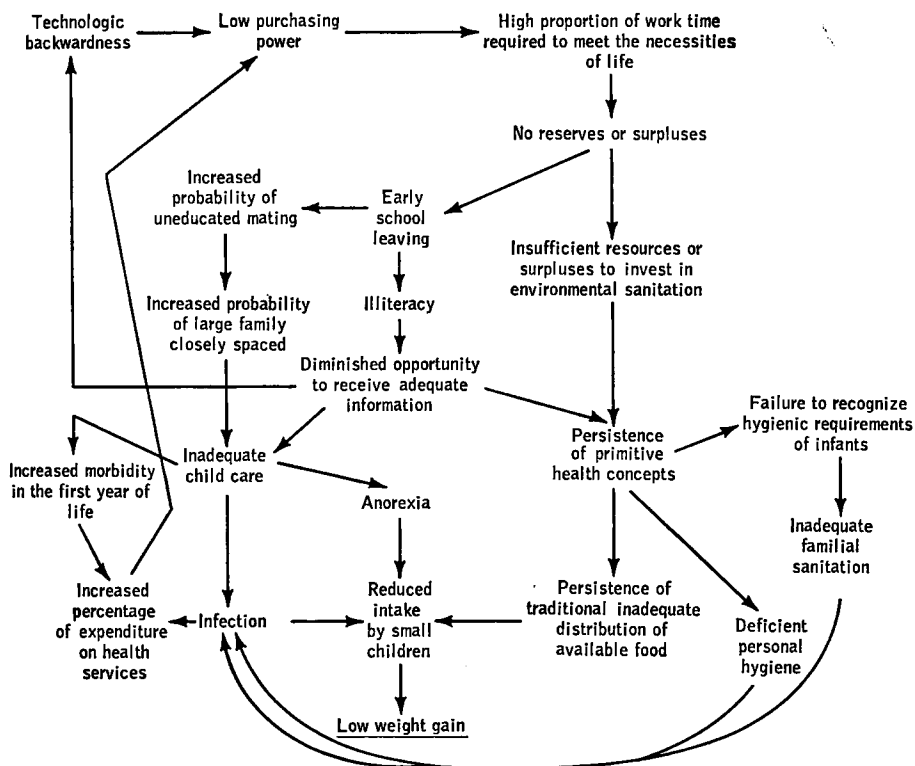 Technologic
backwardness
Low purchasing
power
High proportion of work time
required to meet the necessities
of life
No reserves or surpluses
Increased
probability of
uneducated mating
Early
school
leaving
Insufficient resources or
surpluses to invest in
environmental sanitation
Increased probability
of large family
closely spaced
Illiteracy
Diminished opportunity
to receive adequate
information
Failure to recognize
hygienic requirements
of infants
Persistence
of primitive
health concepts
Inadequate
child care
Increased morbidity
in the first year of
life
Anorexia
Inadequate
familial
sanitation
Increased
percentage
of expenditure
on health
services
Infection
Reduced
intake
by small
children
Persistence of
traditional inadequate
distribution of
available food
Deficient
personal
hygiene
Low weight gain